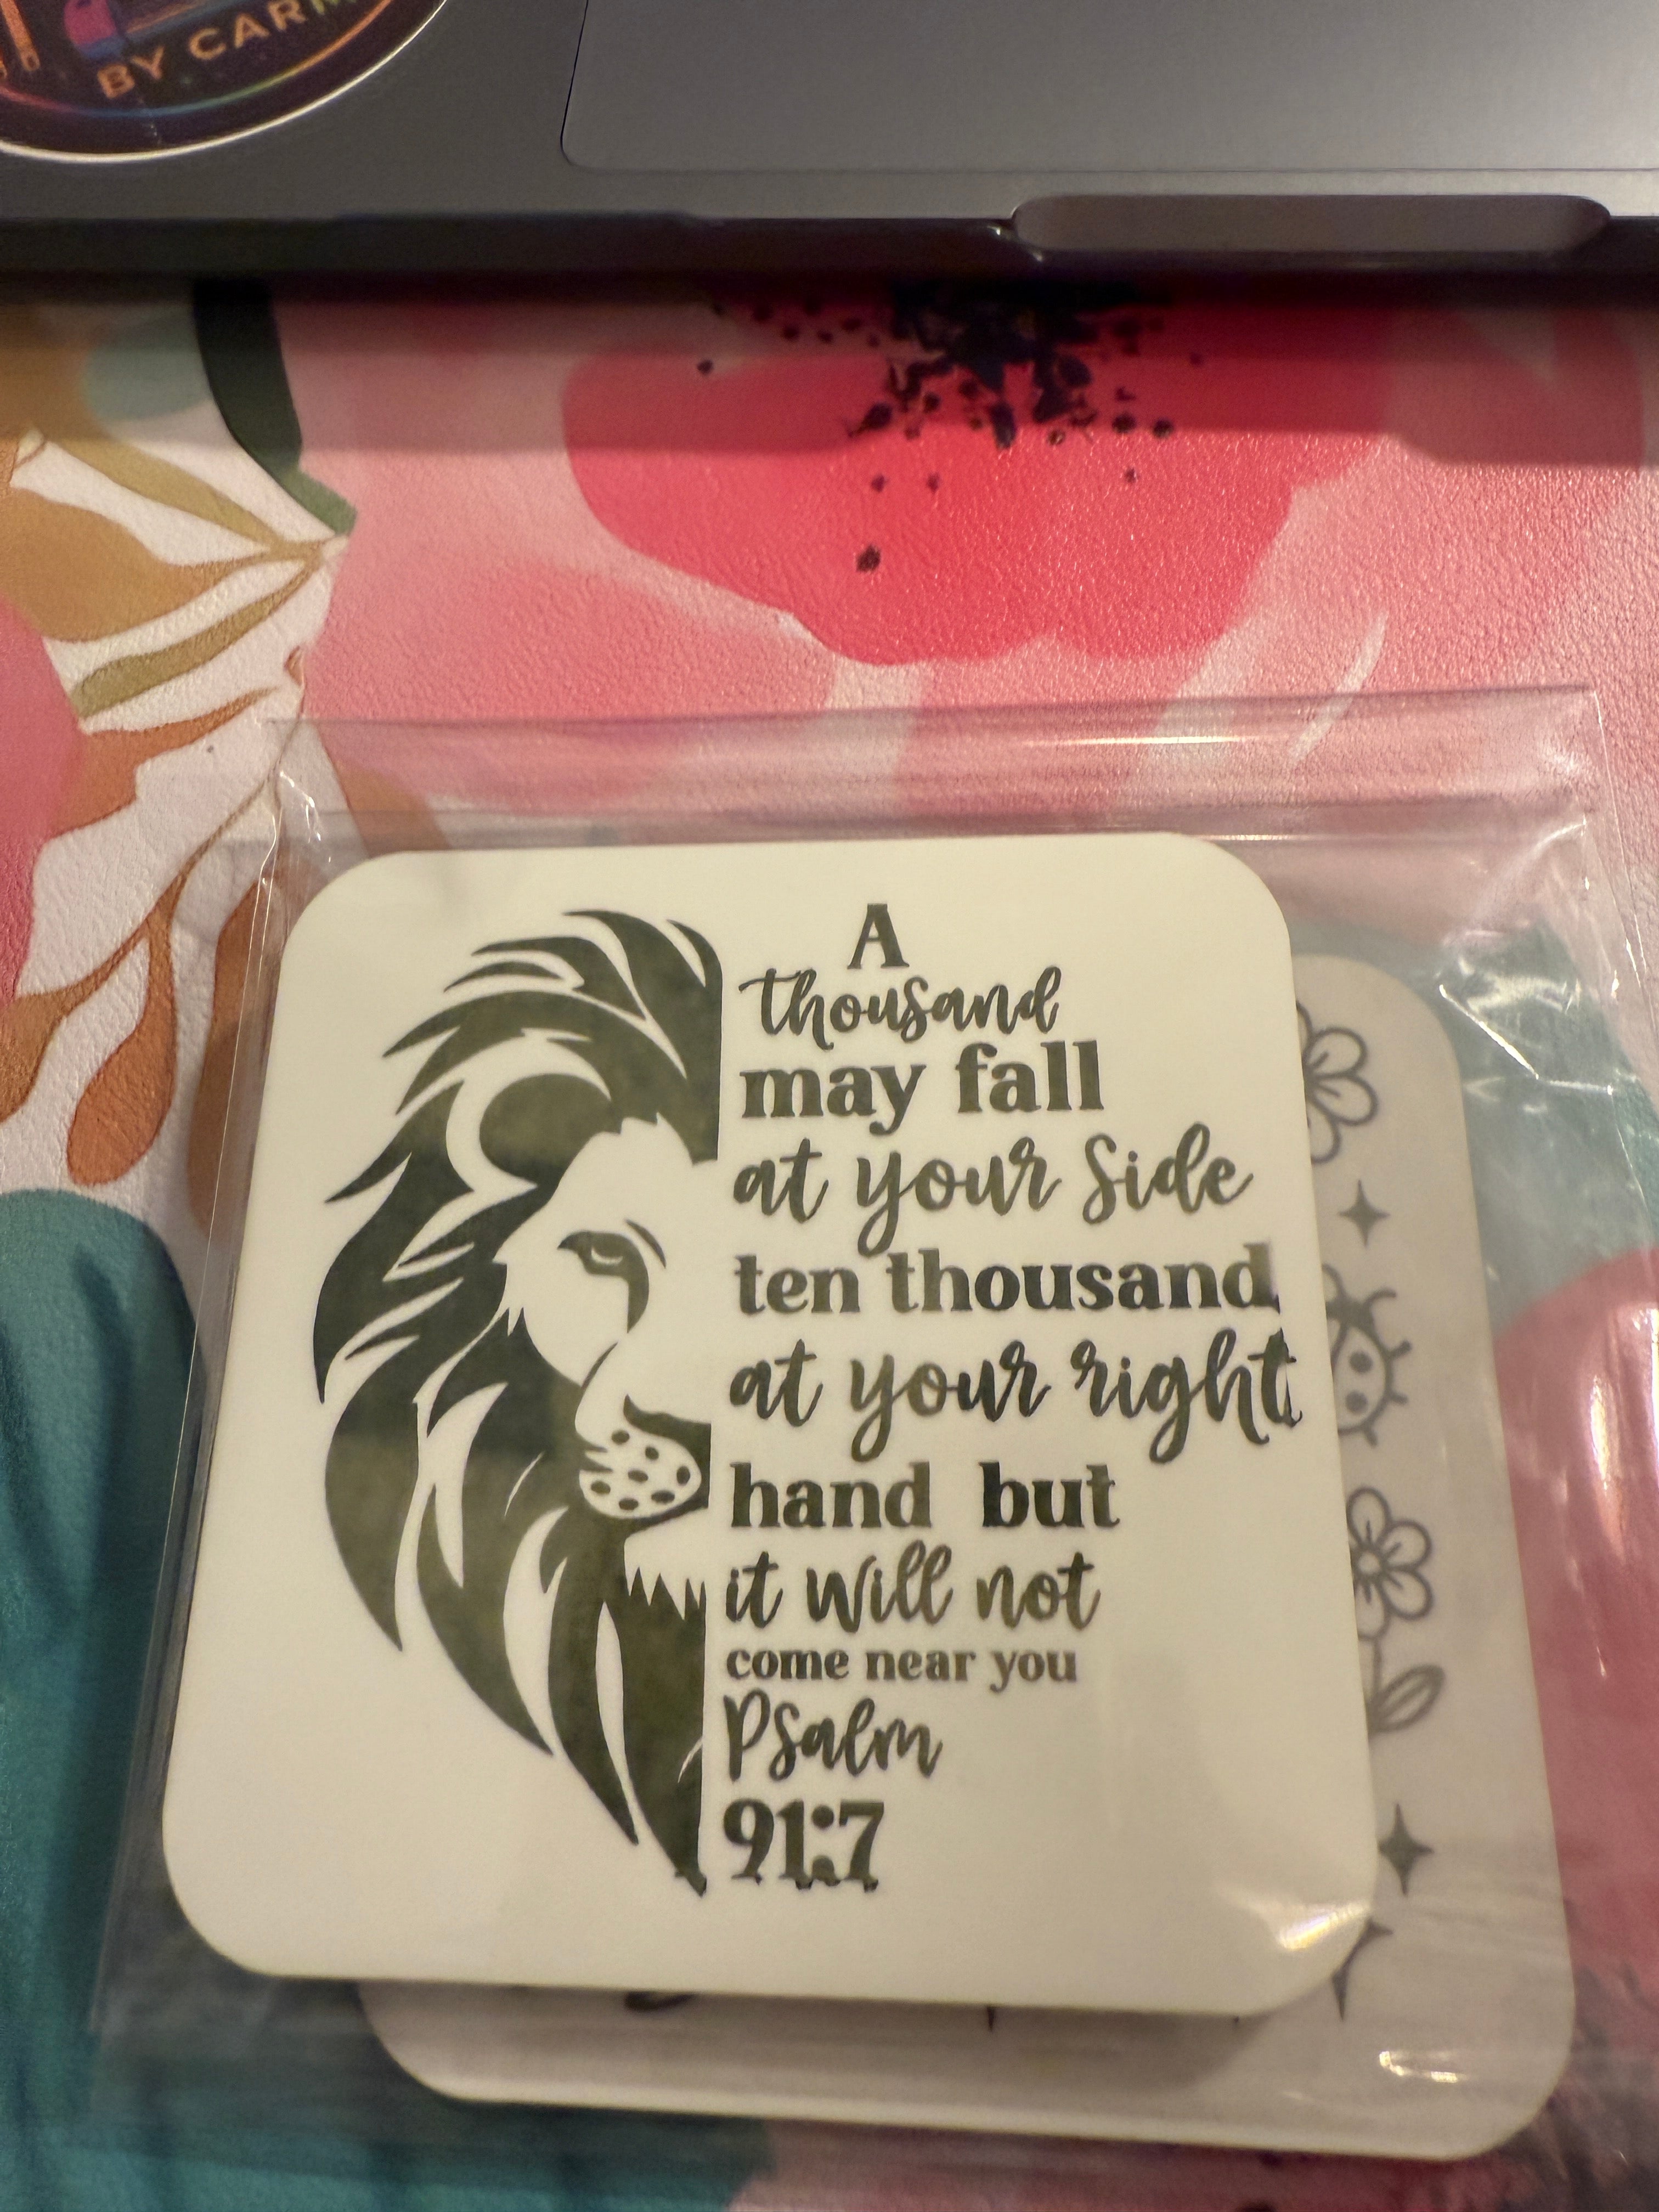 BY CARM
A
thousand
may fall
at your side
ten thousand
at your right
hand but
it will not
come near you
Psalm
91:7